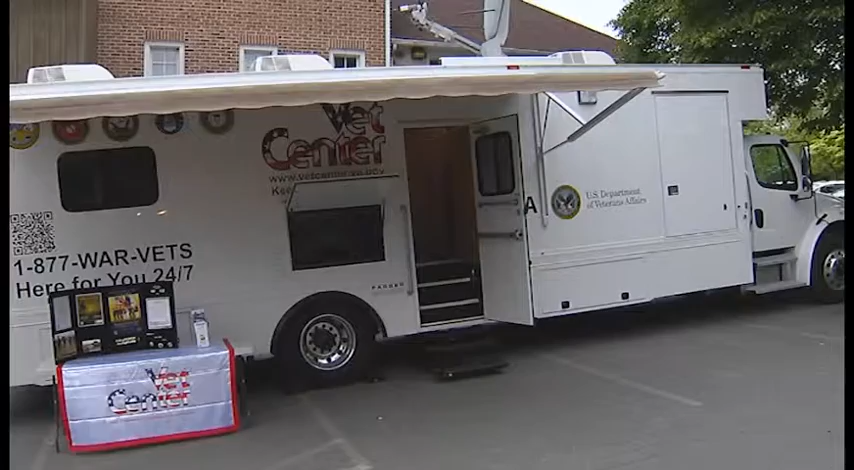 Vet
Center
www.vetcenter.va.gov
1-877-WAR-VETS
Here for You 24/7
FARBER
A
U.S. Department
of Veterans Affairs
Vet
Center